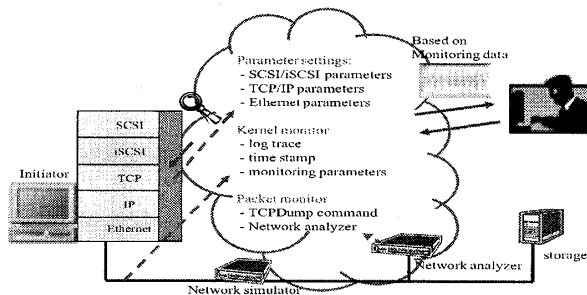 Based on
Monitoring data
Parameter settings:
- SCSI/iSCSI parameters
- TCP/IP parameters
- Ethernet parameters
SCSI
iSCSI
TCP
IP
Ethernet
Initiator
Kernel monitor
- log trace
- time stamp
- monitoring parameters
Packet monitor
- TCPDump command
- Network analyzer
storage
Network analyzer
Network simulator